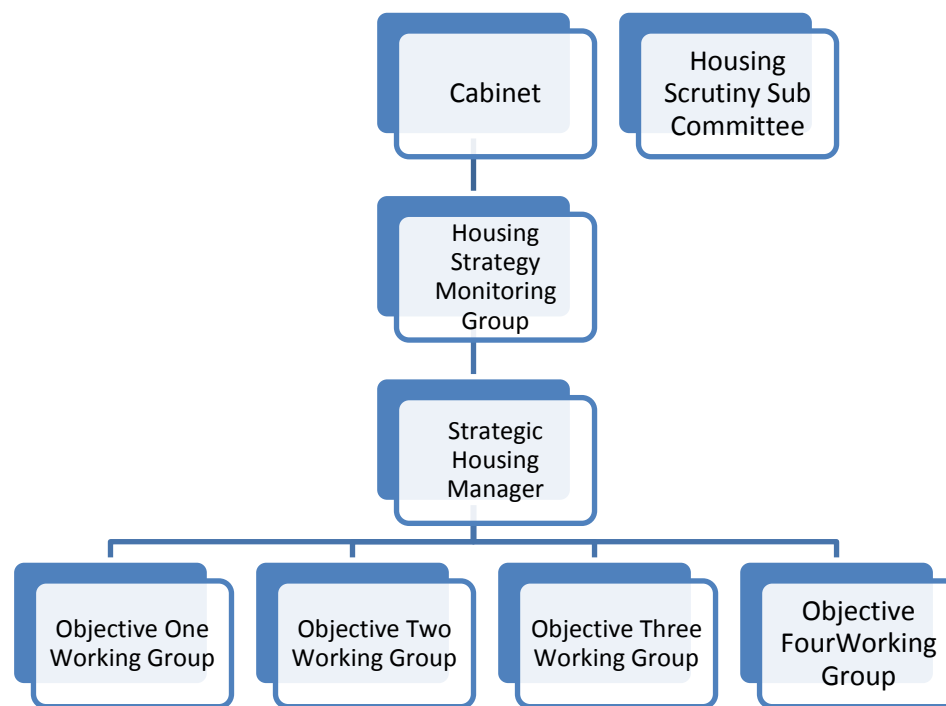 Cabinet
Housing
Scrutiny Sub
Committee
Housing
Strategy
Monitoring
Group
Strategic
Housing
Manager
Objective One
Working Group
Objective Two
Working Group
Objective Three
Working Group
Objective
FourWorking
Group